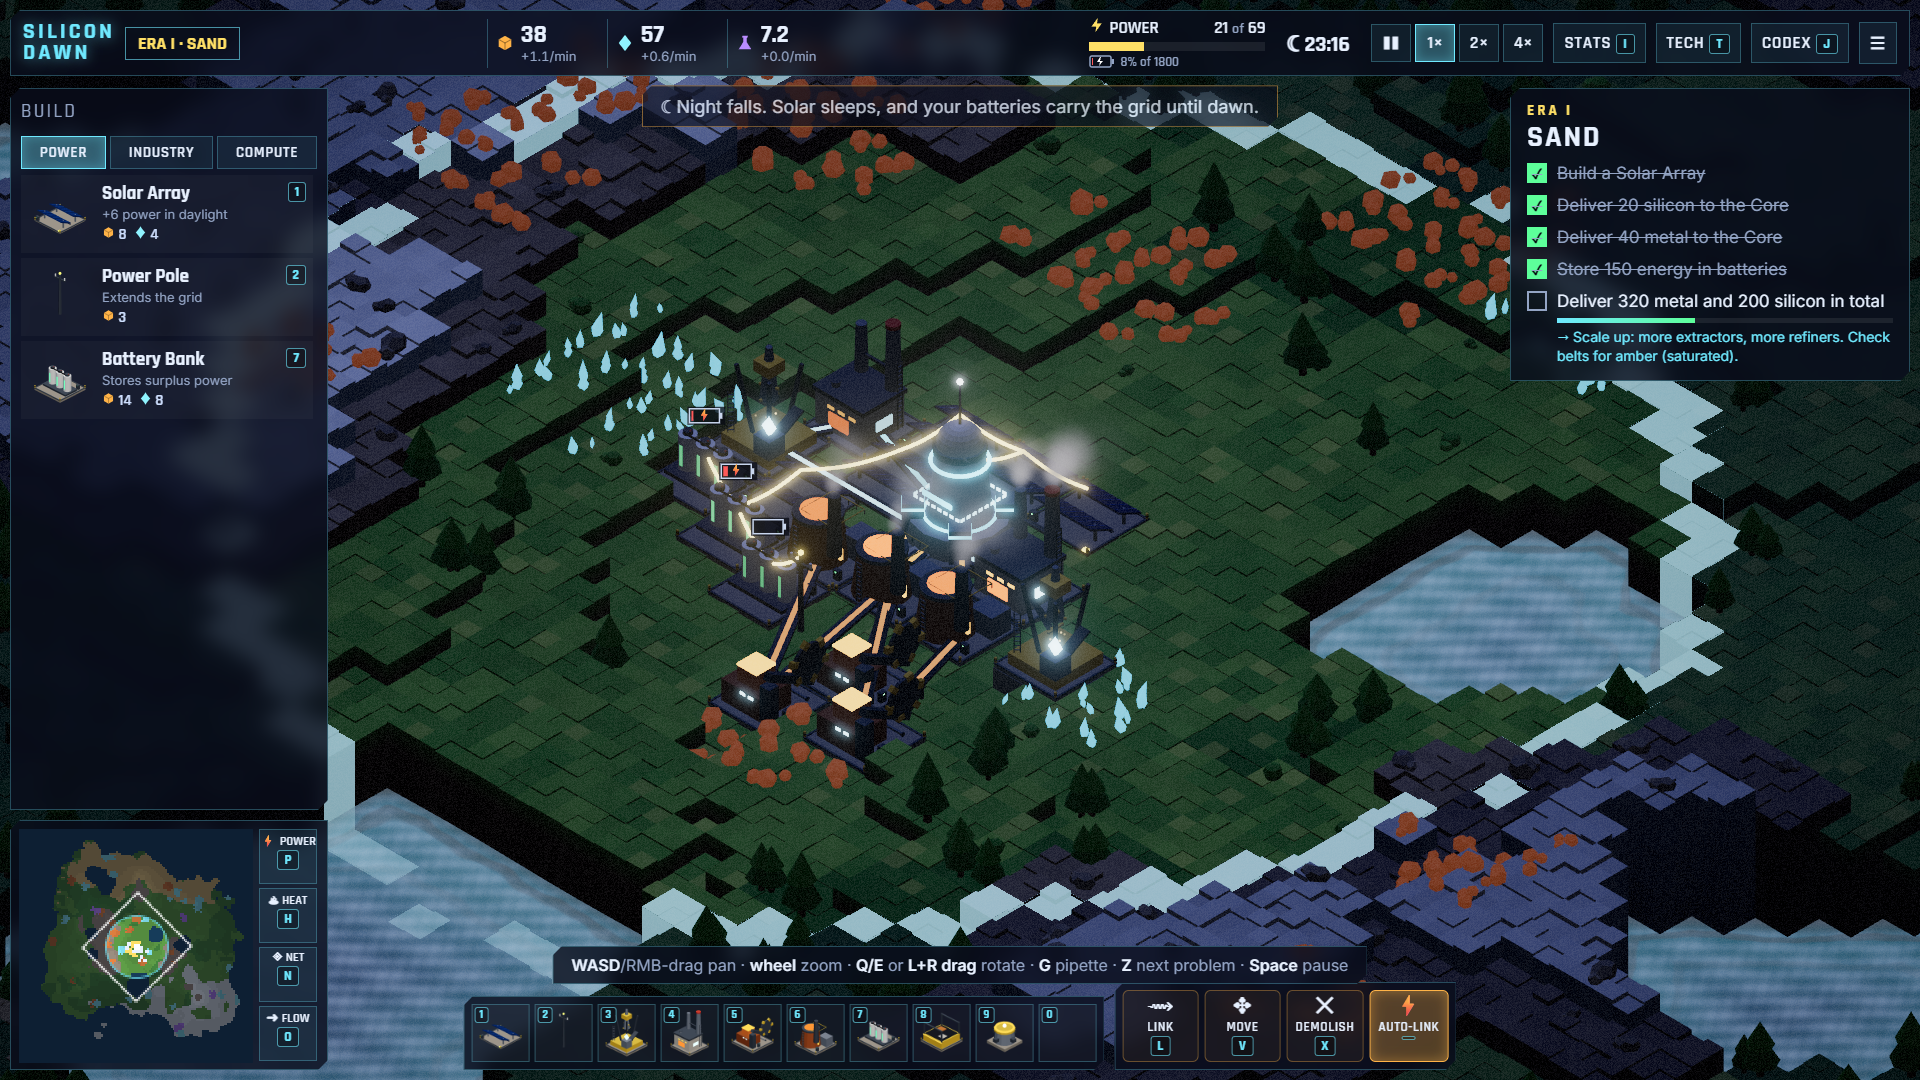 SILICON
DAWN
ERA I · SAND
38
+1.1/min
57
+0.6/min
7.2
+0.0/min
POWER
21 of 69
8% of 1800
23:16
1×
2×
4×
STATS I
TECH T
CODEX J
Night falls. Solar sleeps, and your batteries carry the grid until dawn.
BUILD
POWER
INDUSTRY
COMPUTE
Solar Array
1
+6 power in daylight
8 4
Power Pole
2
Extends the grid
3
Battery Bank
7
Stores surplus power
14 8
ERA I
SAND
Build a Solar Array
Deliver 20 silicon to the Core
Deliver 40 metal to the Core
Store 150 energy in batteries
Deliver 320 metal and 200 silicon in total
→ Scale up: more extractors, more refiners. Check
belts for amber (saturated).
POWER
P
HEAT
H
NET
N
FLOW
O
WASD/RMB-drag pan · wheel zoom · Q/E or L+R drag rotate · G pipette · Z next problem · Space pause
1 2 3 4 5 6 7 8 9 0
LINK
L
MOVE
V
DEMOLISH
X
AUTO-LINK